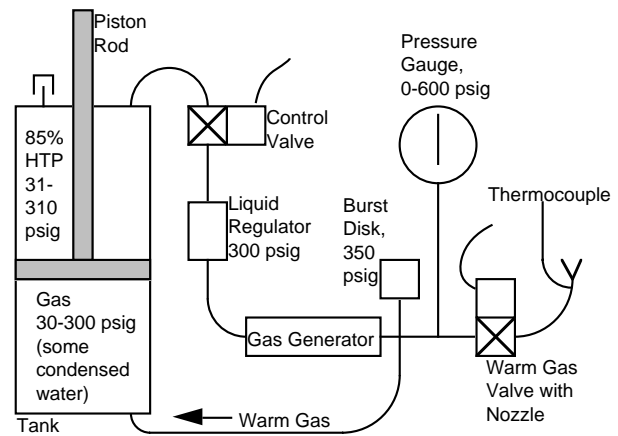 Piston
Rod
Pressure
Gauge,
0-600 psig
Control
Valve
85%
HTP
31-
310
psig
Thermocouple
Liquid
Regulator
300 psig
Burst
Disk,
350
psig
Gas
30-300 psig
(some
condensed
water)
Gas Generator
Warm Gas
Valve with
Nozzle
Tank
Warm Gas